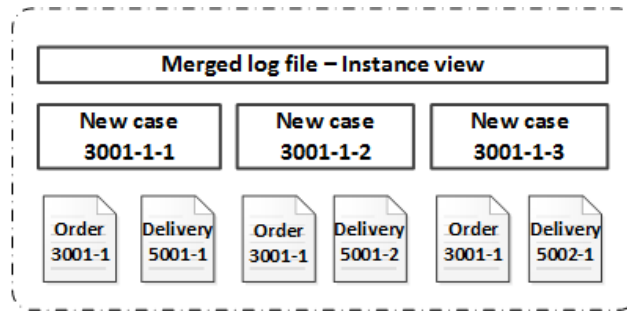 Merged log file – Instance view
New case
3001-1-1
New case
3001-1-2
New case
3001-1-3
Order
3001-1
Delivery
5001-1
Order
3001-1
Delivery
5001-2
Order
3001-1
Delivery
5002-1